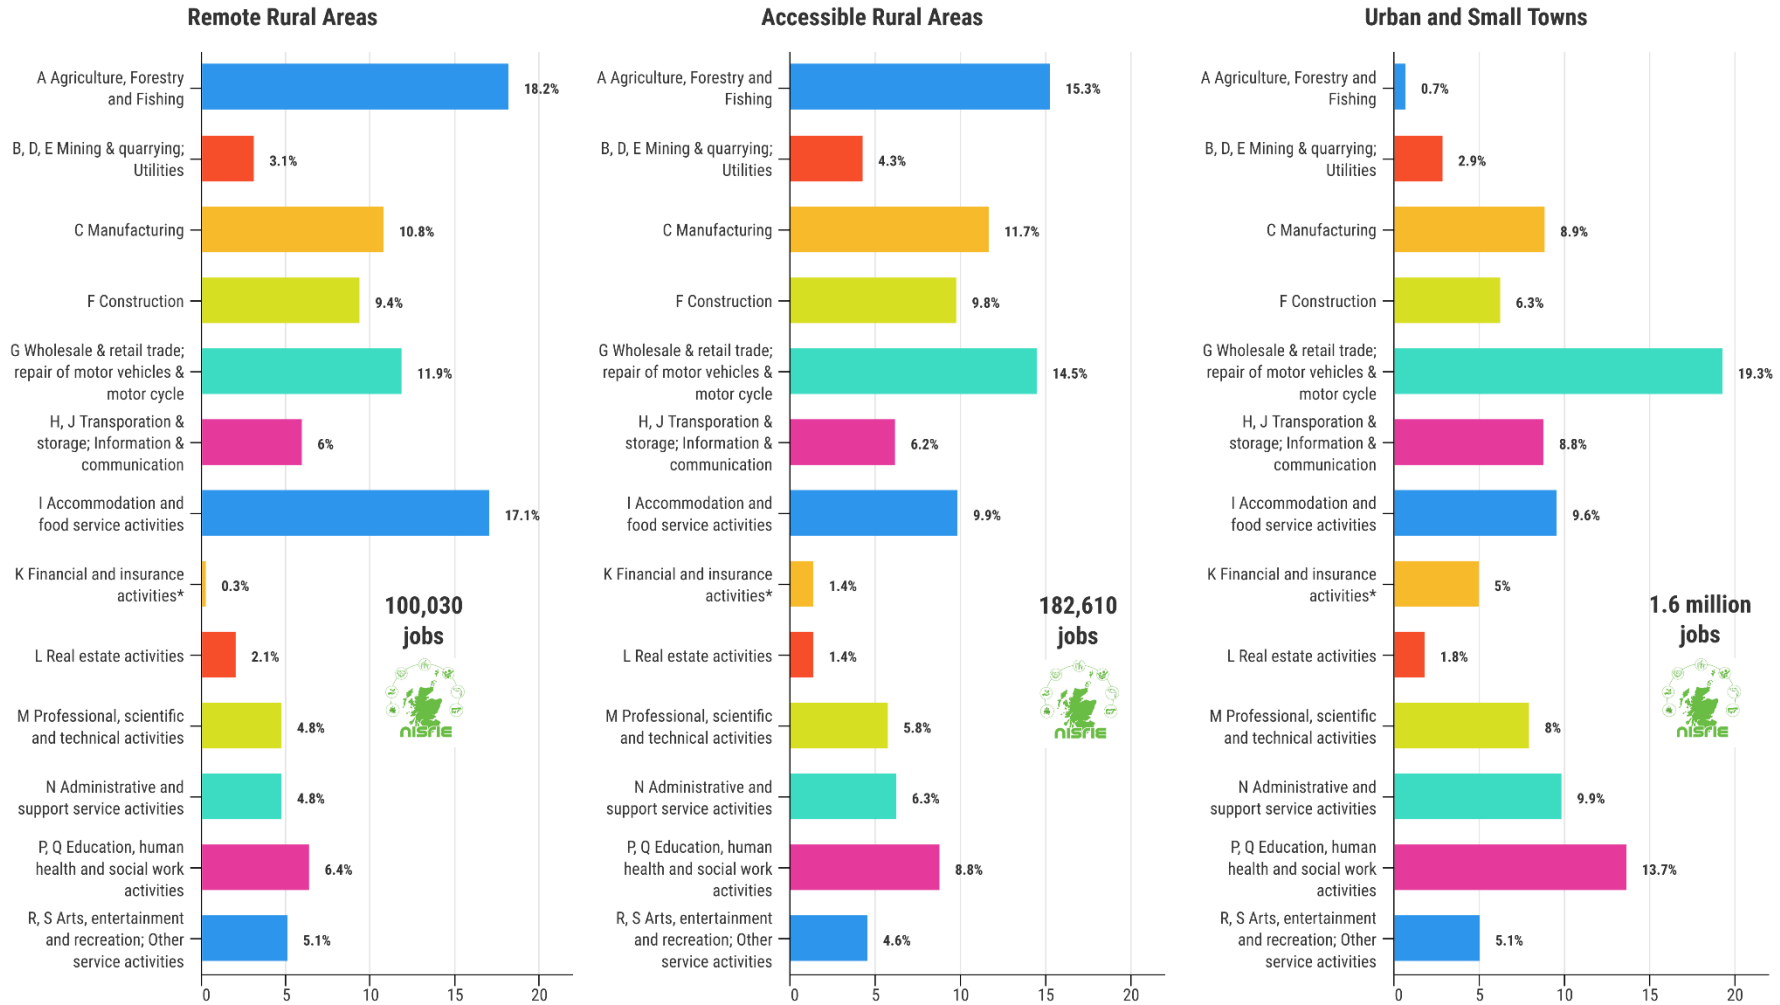 Remote Rural Areas
A Agriculture, Forestry
and Fishing
18.2%
B, D, E Mining & quarrying;
Utilities
3.1%
C Manufacturing
10.8%
F Construction
9.4%
G Wholesale & retail trade;
repair of motor vehicles &
motor cycle
11.9%
H, J Transporation &
storage; Information &
communication
6%
I Accommodation and
food service activities
17.1%
K Financial and insurance
activities*
0.3%
L Real estate activities
2.1%
M Professional, scientific
and technical activities
4.8%
N Administrative and
support service activities
4.8%
P, Q Education, human
health and social work
activities
6.4%
R, S Arts, entertainment
and recreation; Other
service activities
5.1%
0 5 10 15 20
100,030
jobs
nisrie
Accessible Rural Areas
A Agriculture, Forestry and
Fishing
15.3%
B, D, E Mining & quarrying;
Utilities
4.3%
C Manufacturing
11.7%
F Construction
9.8%
G Wholesale & retail trade;
repair of motor vehicles &
motor cycle
14.5%
H, J Transporation &
storage; Information &
communication
6.2%
I Accommodation and
food service activities
9.9%
K Financial and insurance
activities*
1.4%
L Real estate activities
1.4%
M Professional, scientific
and technical activities
5.8%
N Administrative and
support service activities
6.3%
P, Q Education, human
health and social work
activities
8.8%
R, S Arts, entertainment
and recreation; Other
service activities
4.6%
0 5 10 15 20
182,610
jobs
nisrie
Urban and Small Towns
A Agriculture, Forestry and
Fishing
0.7%
B, D, E Mining & quarrying;
Utilities
2.9%
C Manufacturing
8.9%
F Construction
6.3%
G Wholesale & retail trade;
repair of motor vehicles &
motor cycle
19.3%
H, J Transporation &
storage; Information &
communication
8.8%
I Accommodation and
food service activities
9.6%
K Financial and insurance
activities*
5%
L Real estate activities
1.8%
M Professional, scientific
and technical activities
8%
N Administrative and
support service activities
9.9%
P, Q Education, human
health and social work
activities
13.7%
R, S Arts, entertainment
and recreation; Other
service activities
5.1%
0 5 10 15 20
1.6 million
jobs
nisrie